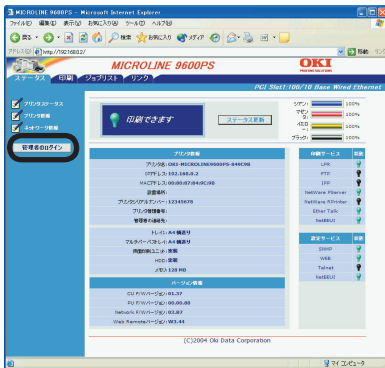 MICROLINE 9600PS - Microsoft Internet Explorer
ファイル(F) 編集(E) 表示(V) お気に入り(A) ツール(T) ヘルプ(H)
戻る 検索 お気に入り メディア
アドレス(D) http://192.168.0.2/ 移動 リンク
MICROLINE 9600PS OKI
PRINTING SOLUTIONS
ステータス 印刷 ジョブリスト リンク
PCI Slot1:100/10 Base Wired Ethernet
プリンタステータス
プリンタ情報
ネットワーク情報
管理者のログイン
印刷できます
ステータス更新
シアン: 100%
マゼンタ: 100%
イエロー: 100%
ブラック: 100%
プリンタ情報
プリンタ名: OKI-MICROLINE9600PS-849C9B
IPアドレス: 192.168.0.2
MACアドレス: 00:80:87:84:9C:9B
設置場所:
プリンタシリアルナンバー: 12345678
プリンタ管理番号:
管理者の連絡先:
トレイ1: A4 横送り
マルチパーパストレイ: A4 横送り
両面印刷ユニット: 実装
HDD: 実装
メモリ: 128 MB
バージョン情報
CU F/Wバージョン: 01.37
PU F/Wバージョン: 00.00.88
Network F/Wバージョン: 03.87
Web Remoteバージョン: W3.44
印刷サービス 状態
LPR
FTP
IPP
NetWare PServer
NetWare RPrinter
Ether Talk
NetBEUI
設定サービス 状態
SNMP
WEB
Telnet
NetBEUI
(C)2004 Oki Data Corporation
マイ コンピュータ